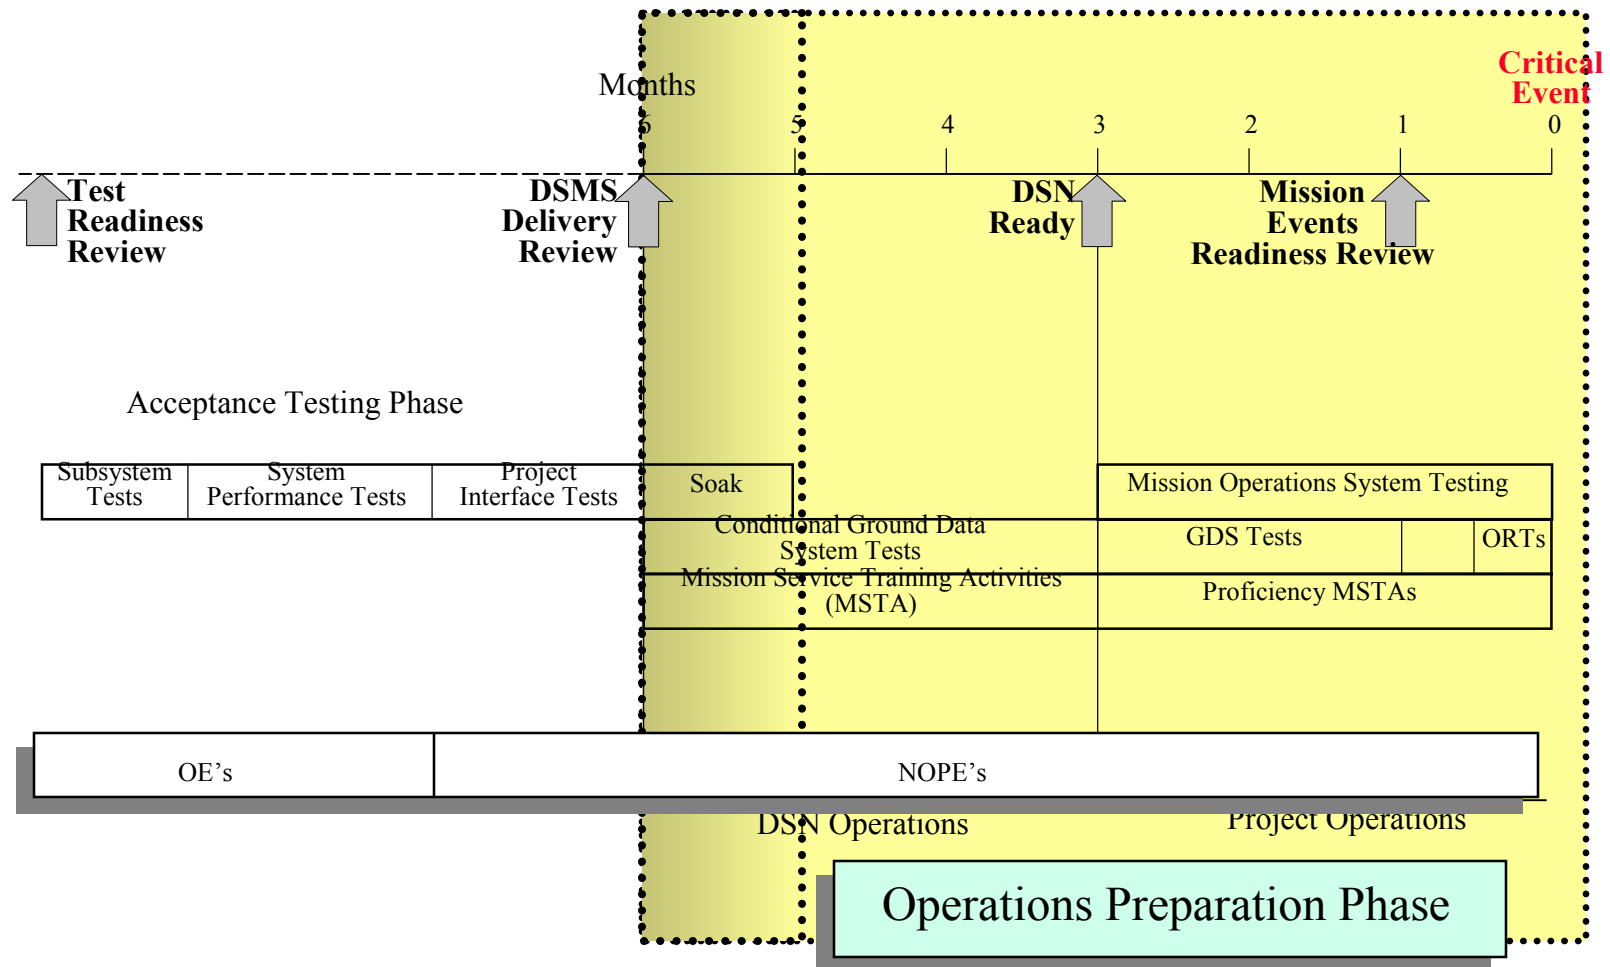 Critical
Event
Months
6 5 4 3 2 1 0
Test
Readiness
Review
DSMS
Delivery
Review
DSN
Ready
Mission
Events
Readiness Review
Acceptance Testing Phase
Subsystem
Tests
System
Performance Tests
Project
Interface Tests
Soak
Mission Operations System Testing
Conditional Ground Data
System Tests
GDS Tests
ORTs
Mission Service Training Activities
(MSTA)
Proficiency MSTAs
OE’s
NOPE’s
DSN Operations
Project Operations
Operations Preparation Phase